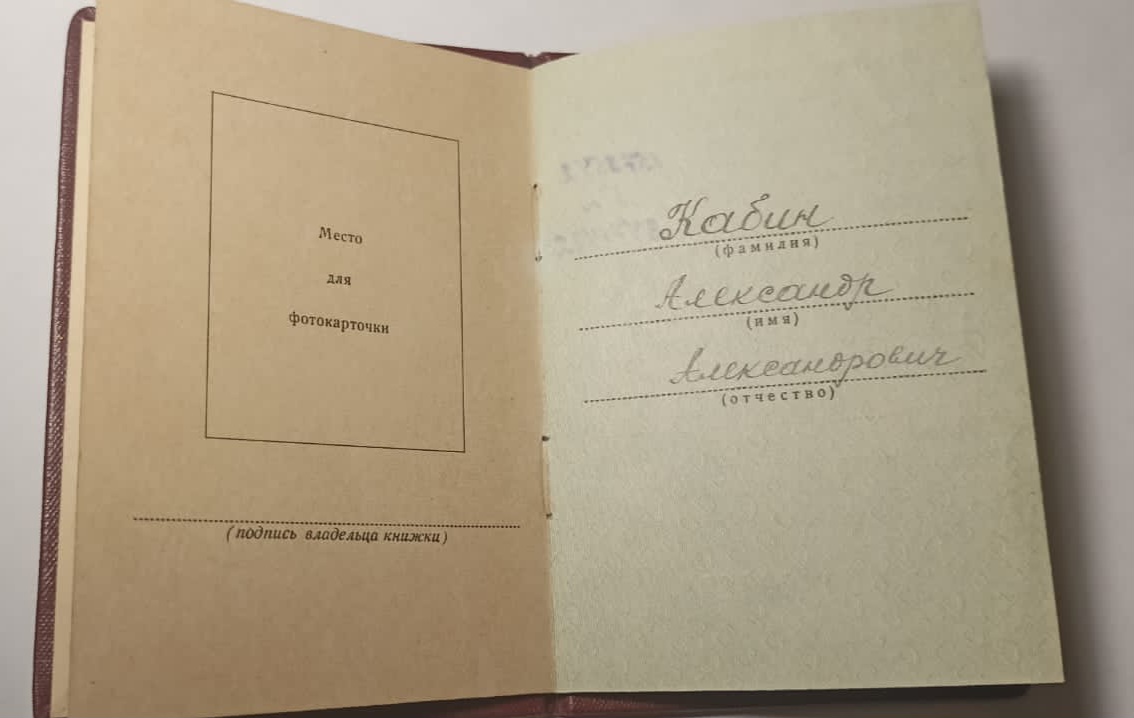 Место
для
фотокарточки
(подпись владельца книжки)
Кабин
(фамилия)
Александр
(имя)
Александрович
(отчество)